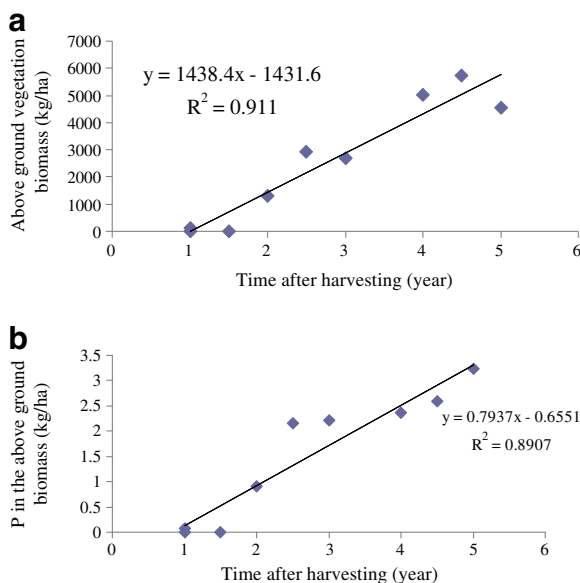 a
Above ground vegetation
biomass (kg/ha)
7000
6000
5000
4000
3000
2000
1000
0
y = 1438.4x - 1431.6
R² = 0.911
0 1 2 3 4 5 6
Time after harvesting (year)
b
P in the above ground
biomass (kg/ha)
3.5
3
2.5
2
1.5
1
0.5
0
y = 0.7937x - 0.6551
R² = 0.8907
0 1 2 3 4 5 6
Time after harvesting (year)